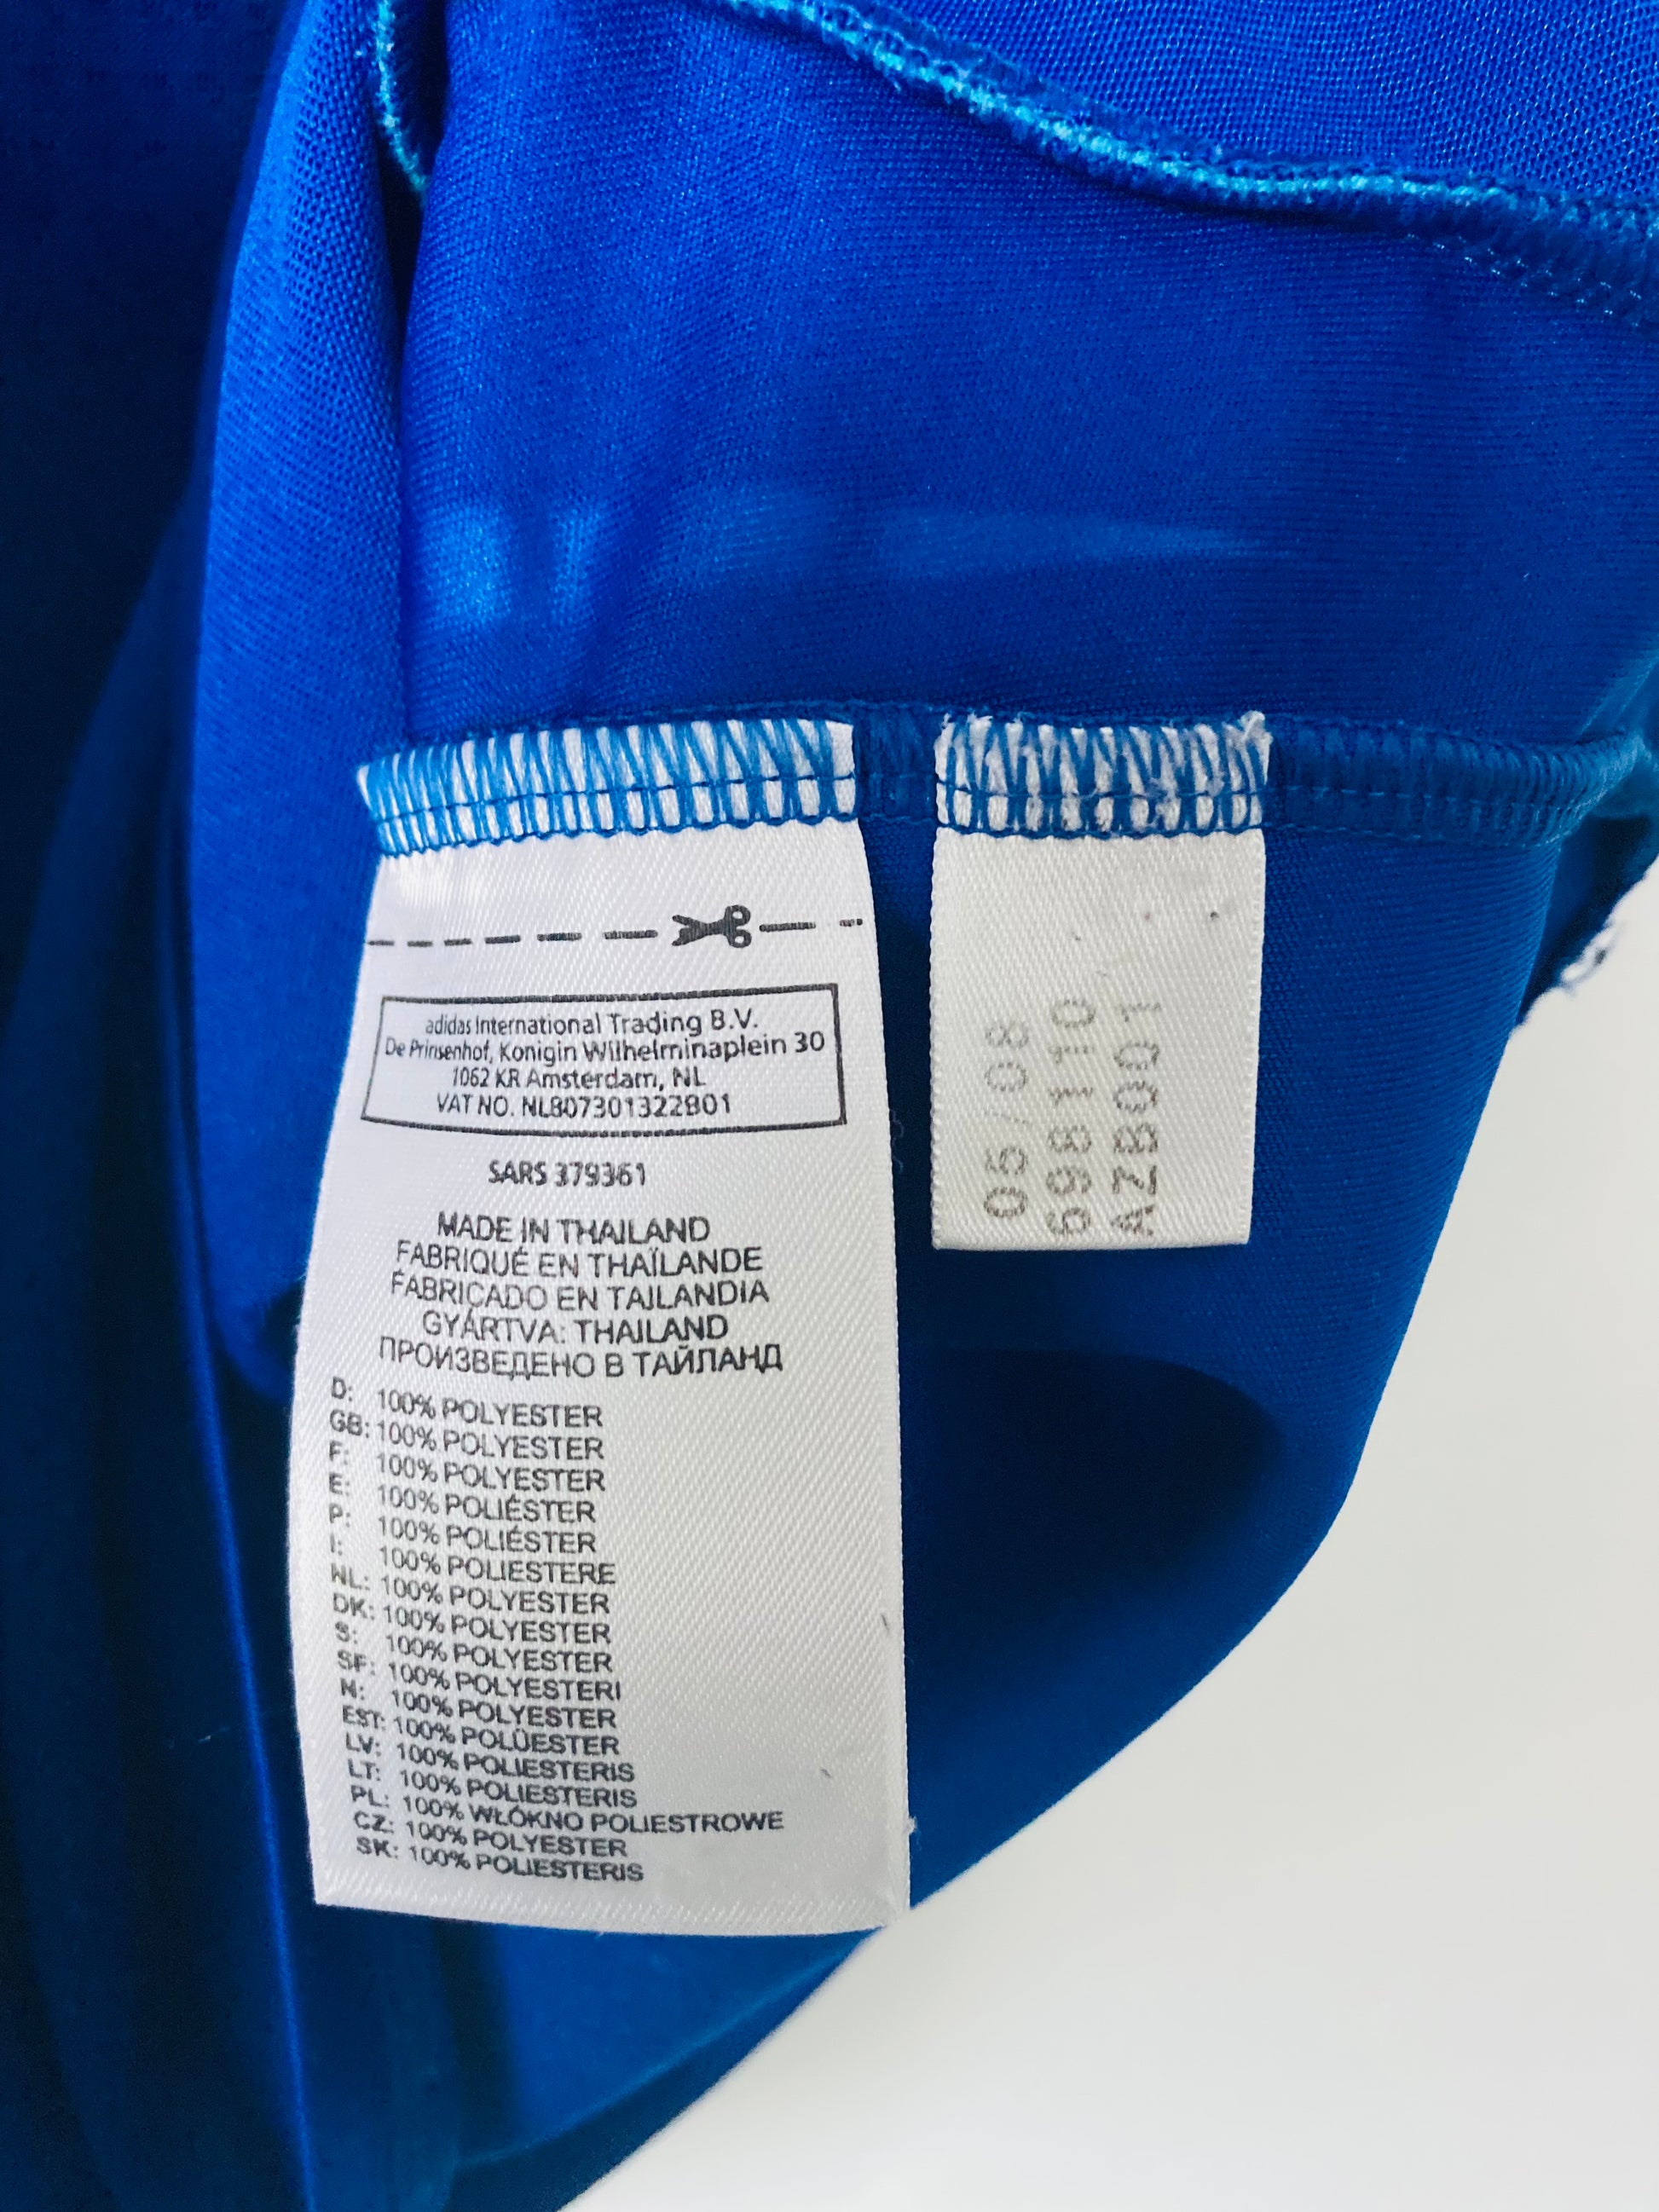 adidas International Trading B.V.
De Prinsenhof, Konigin Wilhelminaplein 30
1062 KR Amsterdam, NL
VAT NO. NL807301322B01
SARS 379361
MADE IN THAILAND
FABRIQUÉ EN THAÏLANDE
FABRICADO EN TAILANDIA
GYÁRTVA: THAILAND
ПРОИЗВЕДЕНО В ТАЙЛАНД
D: 100% POLYESTER
GB: 100% POLYESTER
F: 100% POLYESTER
E: 100% POLIÉSTER
P: 100% POLIÉSTER
I: 100% POLIESTERE
NL: 100% POLYESTER
DK: 100% POLYESTER
S: 100% POLYESTER
SF: 100% POLYESTERI
N: 100% POLYESTER
EST: 100% POLÜESTER
LV: 100% POLIESTERIS
LT: 100% POLIESTERIS
PL: 100% WŁÓKNO POLIESTROWE
CZ: 100% POLYESTER
SK: 100% POLIESTERIS
05/08
698110
AZB001